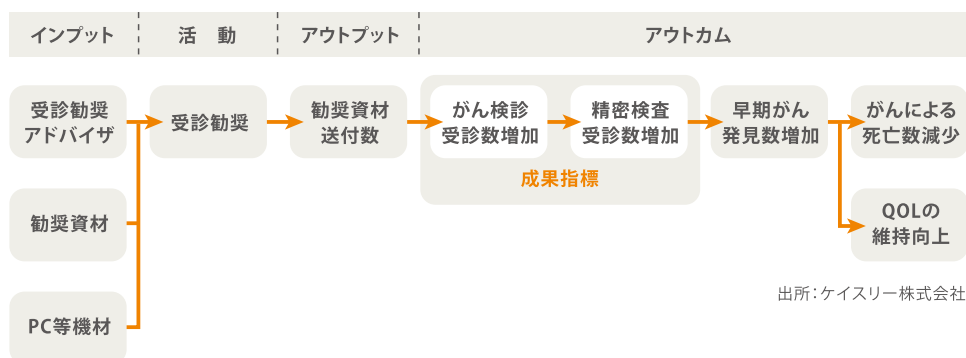 インプット
活　動
アウトプット
アウトカム
受診勧奨
アドバイザ
受診勧奨
勧奨資材
送付数
がん検診
受診数増加
精密検査
受診数増加
早期がん
発見数増加
がんによる
死亡数減少
成果指標
勧奨資材
QOLの
維持向上
PC等機材
出所：ケイスリー株式会社